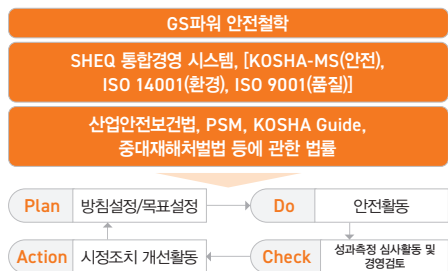 GS파워 안전철학
SHEQ 통합경영 시스템, [KOSHA-MS(안전),
ISO 14001(환경), ISO 9001(품질)]
산업안전보건법, PSM, KOSHA Guide,
중대재해처벌법 등에 관한 법률
Plan 방침설정/목표설정
Do 안전활동
Action 시정조치 개선활동
Check 성과측정 심사활동 및
경영검토